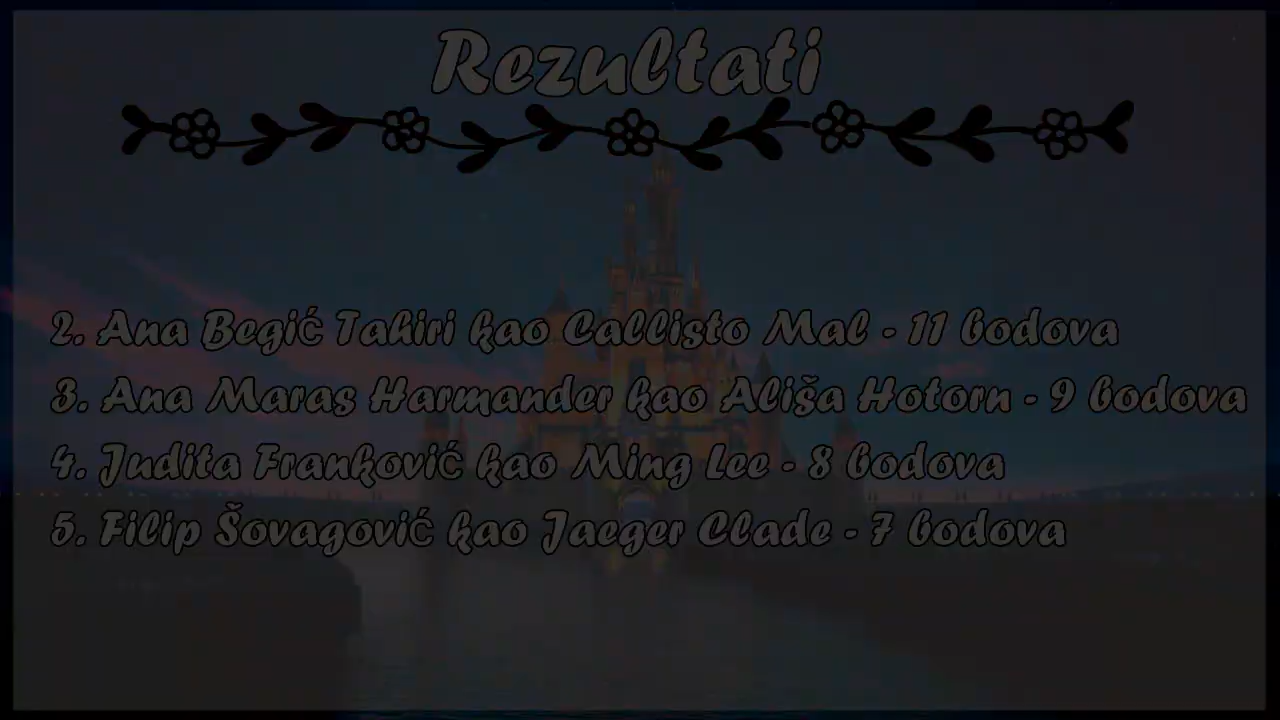 Rezultati
2. Ana Begić Tahiri kao Callisto Mal - 11 bodova
3. Ana Maras Harmander kao Ališa Hotorn - 9 bodova
4. Judita Franković kao Ming Lee - 8 bodova
5. Filip Šovagović kao Jaeger Clade - 7 bodova